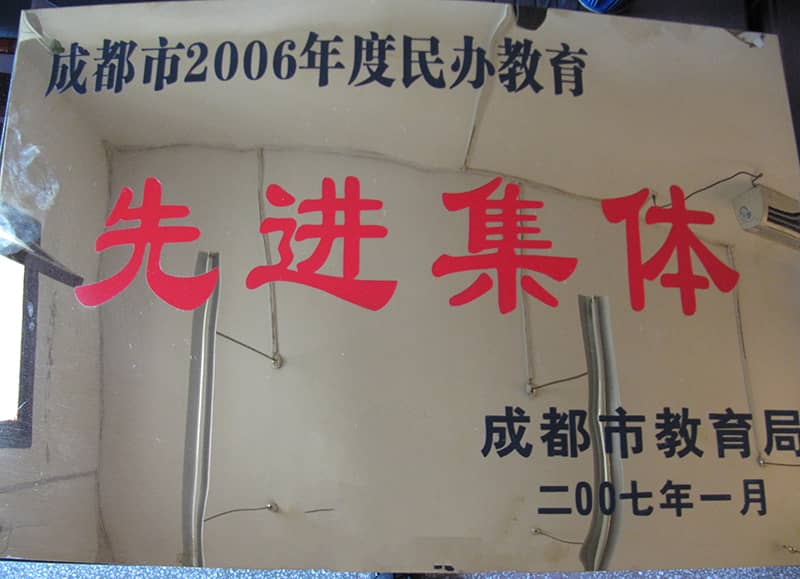 成都市2006年度民办教育
先进集体
成都市教育局
二00七年一月